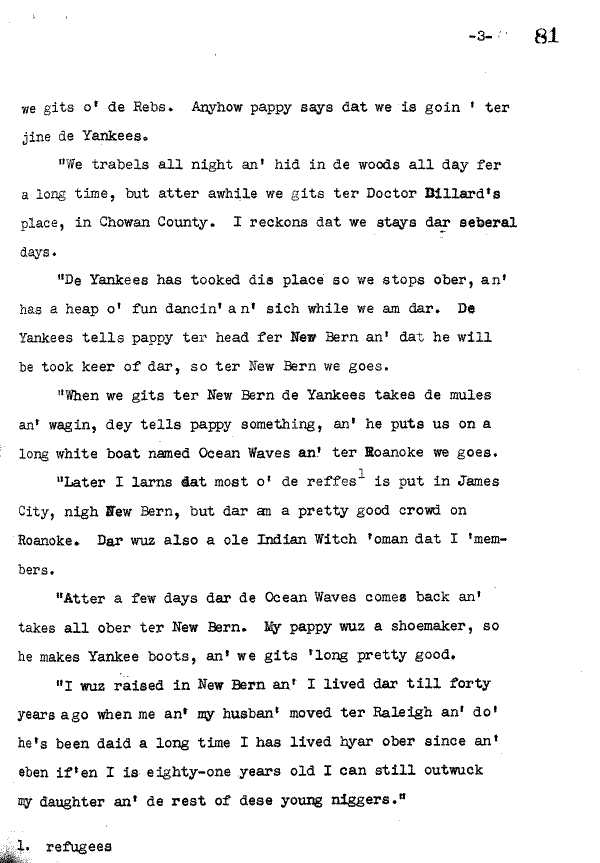 -3- 81
we gits o' de Rebs. Anyhow pappy says dat we is goin ' ter
jine de Yankees.
"We trabels all night an' hid in de woods all day fer
a long time, but atter awhile we gits ter Doctor Dillard's
place, in Chowan County. I reckons dat we stays dar seberal
days.
"De Yankees has tooked dis place so we stops ober, an'
has a heap o' fun dancin' an' sich while we am dar. De
Yankees tells pappy ter head fer New Bern an' dat he will
be took keer of dar, so ter New Bern we goes.
"When we gits ter New Bern de Yankees takes de mules
an' wagin, dey tells pappy something, an' he puts us on a
long white boat named Ocean Waves an' ter Roanoke we goes.
"Later I larns dat most o' de reffes1 is put in James
City, nigh New Bern, but dar am a pretty good crowd on
Roanoke. Dar wuz also a ole Indian Witch 'oman dat I 'mem-
bers.
"Atter a few days dar de Ocean Waves comes back an'
takes all ober ter New Bern. My pappy wuz a shoemaker, so
he makes Yankee boots, an' we gits 'long pretty good.
"I wuz raised in New Bern an' I lived dar till forty
years ago when me an' my husban' moved ter Raleigh an' do'
he's been daid a long time I has lived hyar ober since an'
eben if'en I is eighty-one years old I can still outwuck
my daughter an' de rest of dese young niggers."
1. refugees